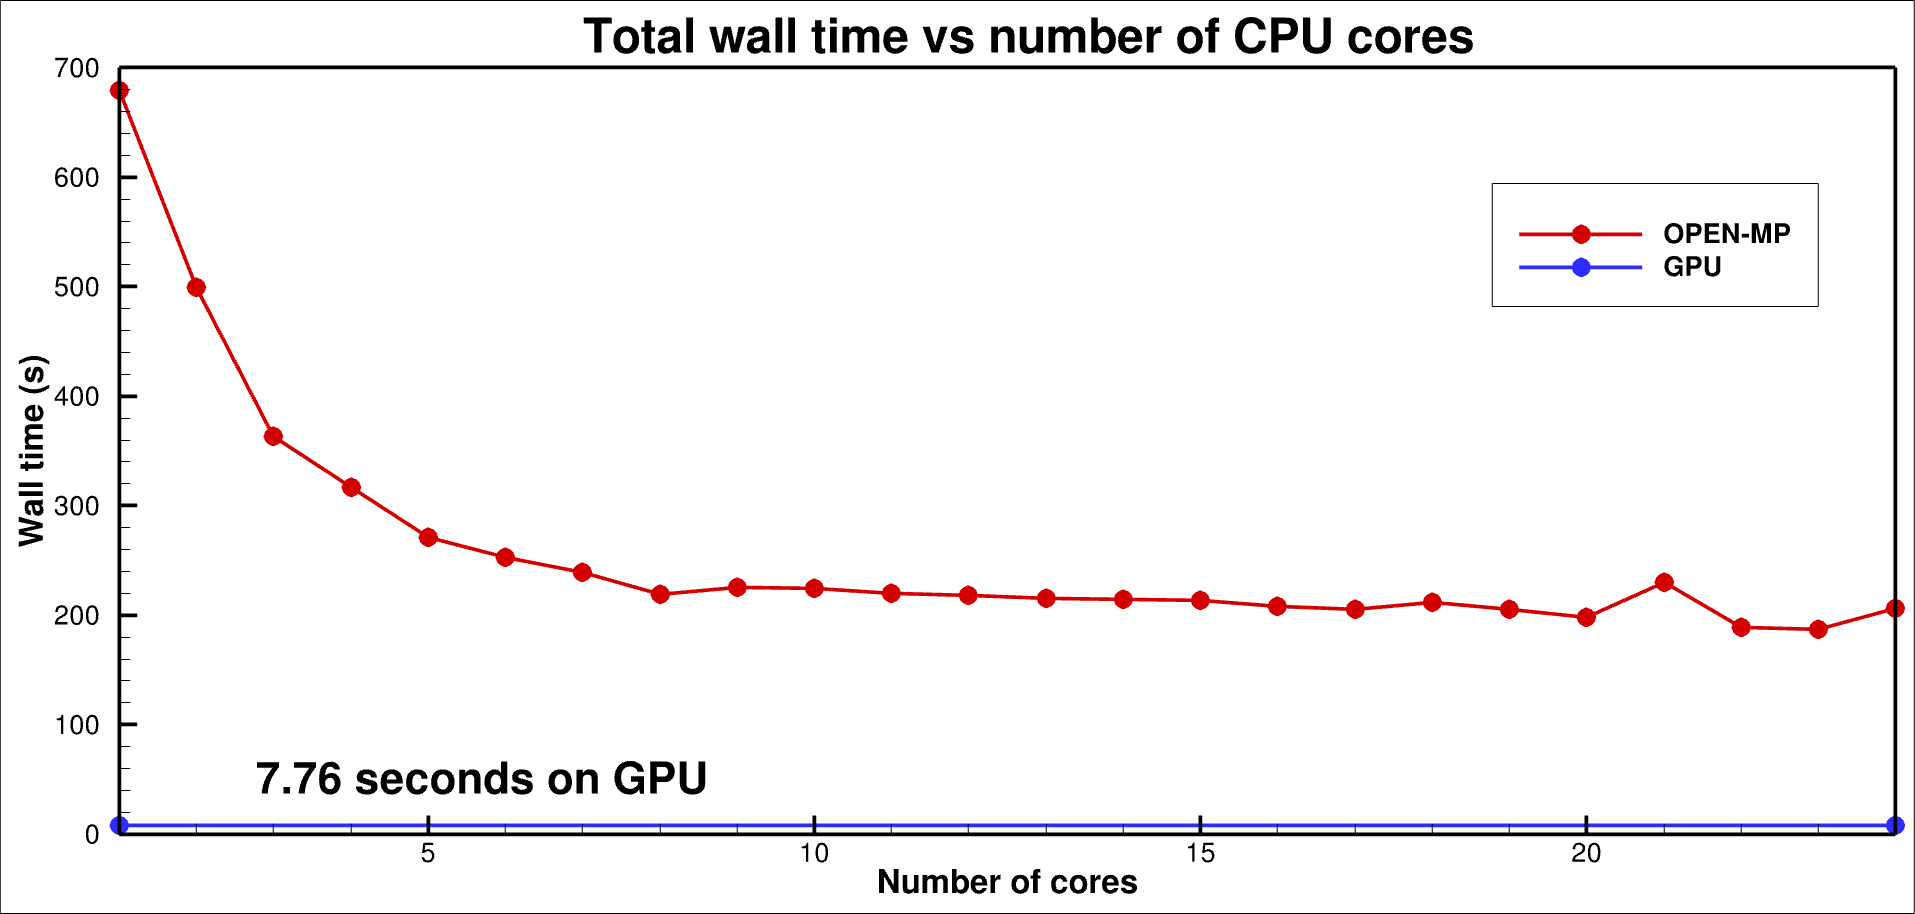 Total wall time vs number of CPU cores
700
600
500
400
300
200
100
0
Wall time (s)
OPEN-MP
GPU
7.76 seconds on GPU
5 10 15 20
Number of cores